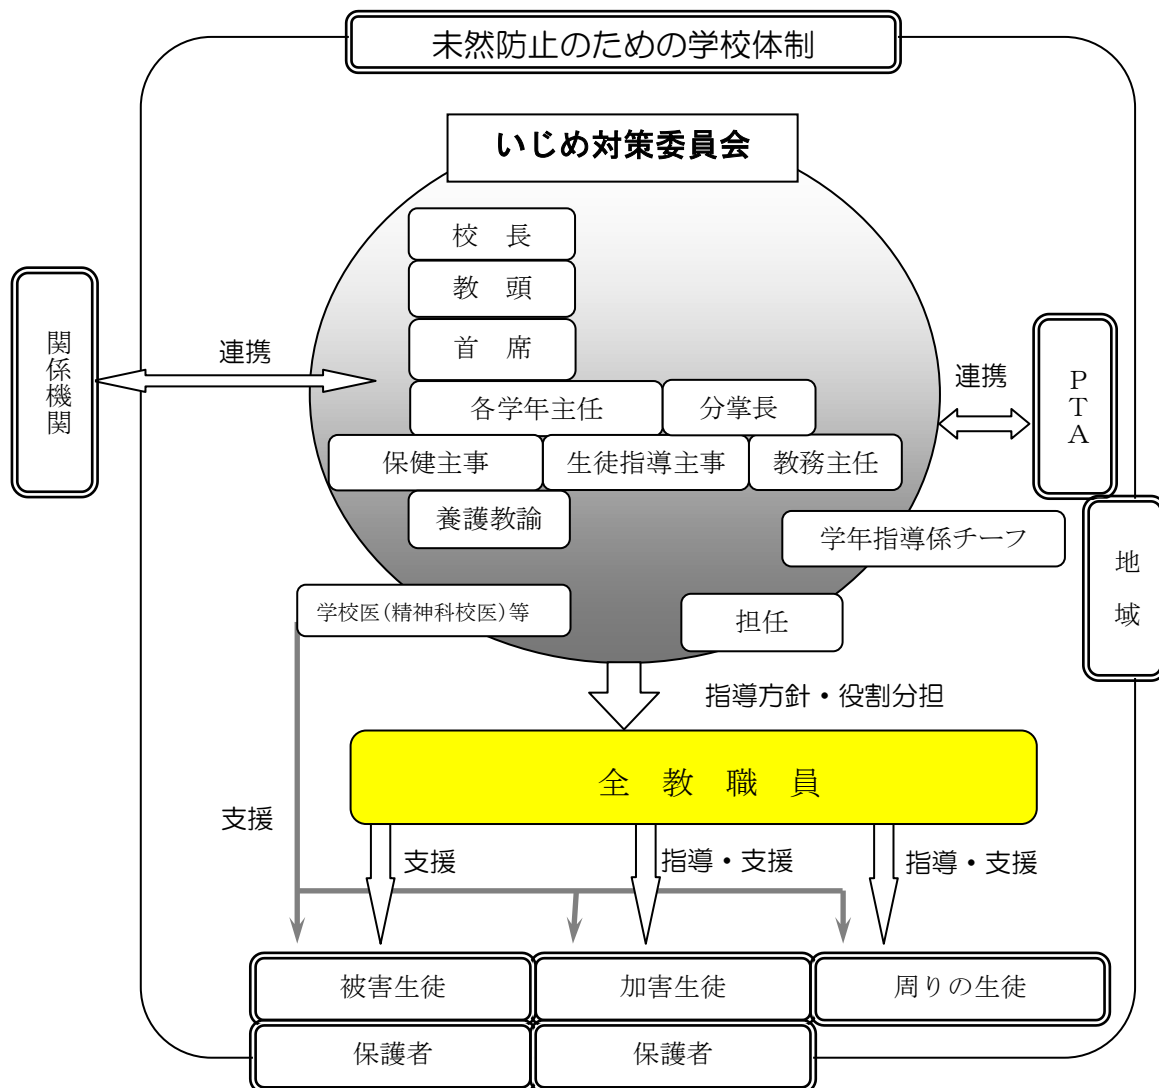 未然防止のための学校体制
いじめ対策委員会
校　長
教　頭
首　席
各学年主任
分掌長
保健主事
生徒指導主事
教務主任
養護教諭
学年指導係チーフ
学校医(精神科校医)等
担任
関係機関
連携
連携
PTA
地域
指導方針・役割分担
全　教　職　員
支援
支援
指導・支援
指導・支援
被害生徒
加害生徒
周りの生徒
保護者
保護者